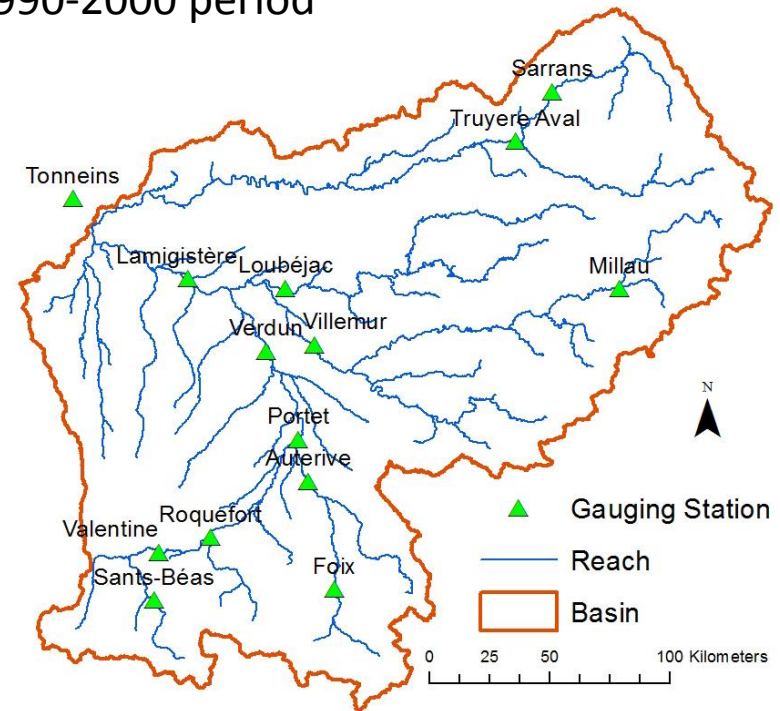 990-2000 period
Sarrans
Truyere Aval
Tonneins
Lamigistère
Loubéjac
Millau
Verdun
Villemur
N
Portet
Auterive
Gauging Station
Valentine
Roquefort
Reach
Sants-Béas
Foix
Basin
0 25 50 100 Kilometers